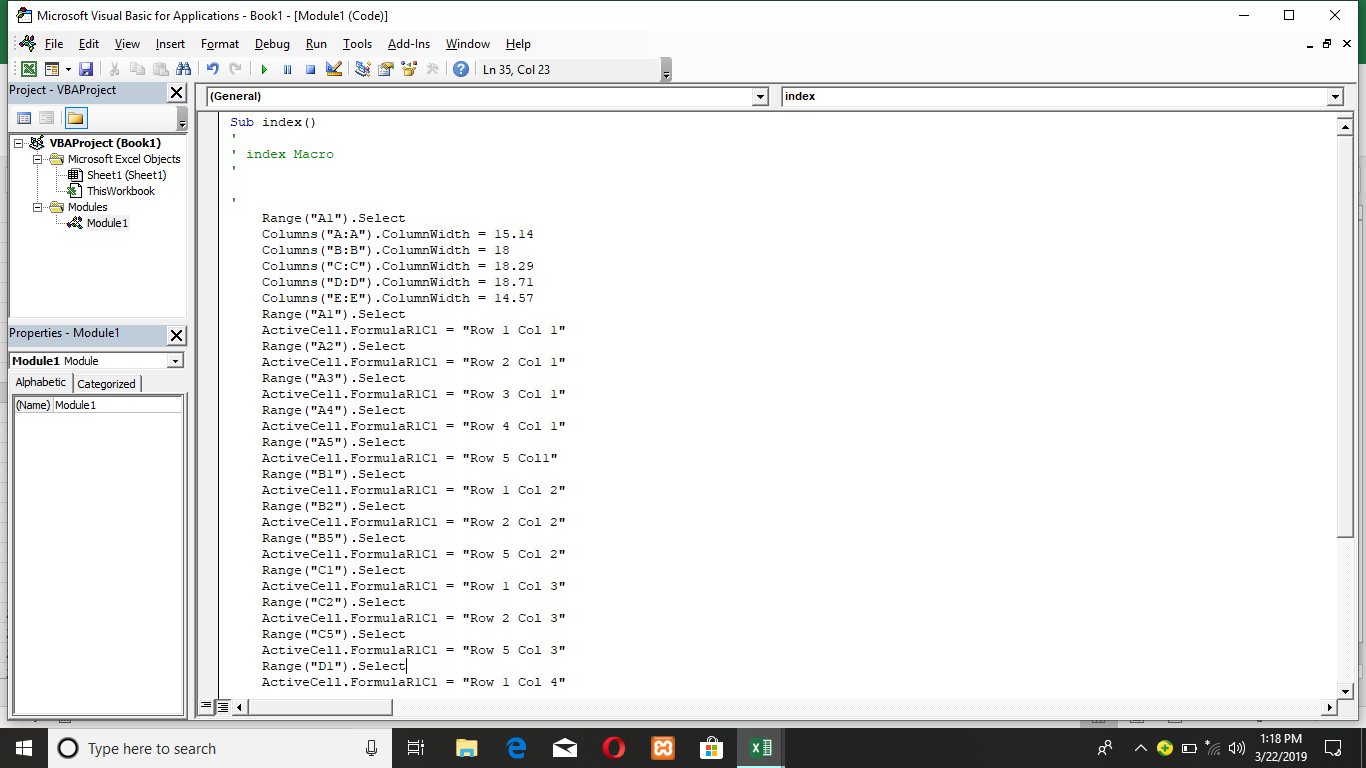 Microsoft Visual Basic for Applications - Book1 - [Module1 (Code)]
File Edit View Insert Format Debug Run Tools Add-Ins Window Help
Ln 35, Col 23
Project - VBAProject
VBAProject (Book1)
Microsoft Excel Objects
Sheet1 (Sheet1)
ThisWorkbook
Modules
Module1
Properties - Module1
Module1 Module
Alphabetic Categorized
(Name) Module1
(General) index
Sub index()
'
' index Macro
'
'
Range("A1").Select
Columns("A:A").ColumnWidth = 15.14
Columns("B:B").ColumnWidth = 18
Columns("C:C").ColumnWidth = 18.29
Columns("D:D").ColumnWidth = 18.71
Columns("E:E").ColumnWidth = 14.57
Range("A1").Select
ActiveCell.FormulaR1C1 = "Row 1 Col 1"
Range("A2").Select
ActiveCell.FormulaR1C1 = "Row 2 Col 1"
Range("A3").Select
ActiveCell.FormulaR1C1 = "Row 3 Col 1"
Range("A4").Select
ActiveCell.FormulaR1C1 = "Row 4 Col 1"
Range("A5").Select
ActiveCell.FormulaR1C1 = "Row 5 Col1"
Range("B1").Select
ActiveCell.FormulaR1C1 = "Row 1 Col 2"
Range("B2").Select
ActiveCell.FormulaR1C1 = "Row 2 Col 2"
Range("B5").Select
ActiveCell.FormulaR1C1 = "Row 5 Col 2"
Range("C1").Select
ActiveCell.FormulaR1C1 = "Row 1 Col 3"
Range("C2").Select
ActiveCell.FormulaR1C1 = "Row 2 Col 3"
Range("C5").Select
ActiveCell.FormulaR1C1 = "Row 5 Col 3"
Range("D1").Select
ActiveCell.FormulaR1C1 = "Row 1 Col 4"
Type here to search
1:18 PM
3/22/2019